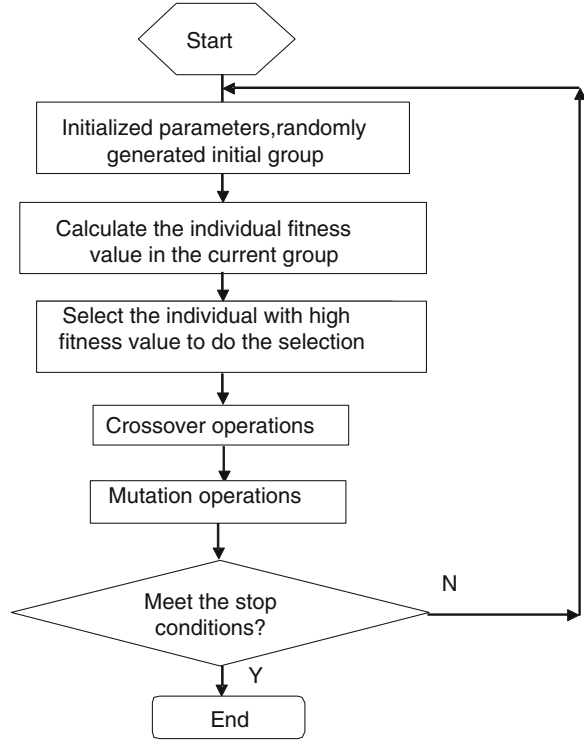 Start
Initialized parameters,randomly
generated initial group
Calculate the individual fitness
value in the current group
Select the individual with high
fitness value to do the selection
Crossover operations
Mutation operations
Meet the stop
conditions?
N
Y
End